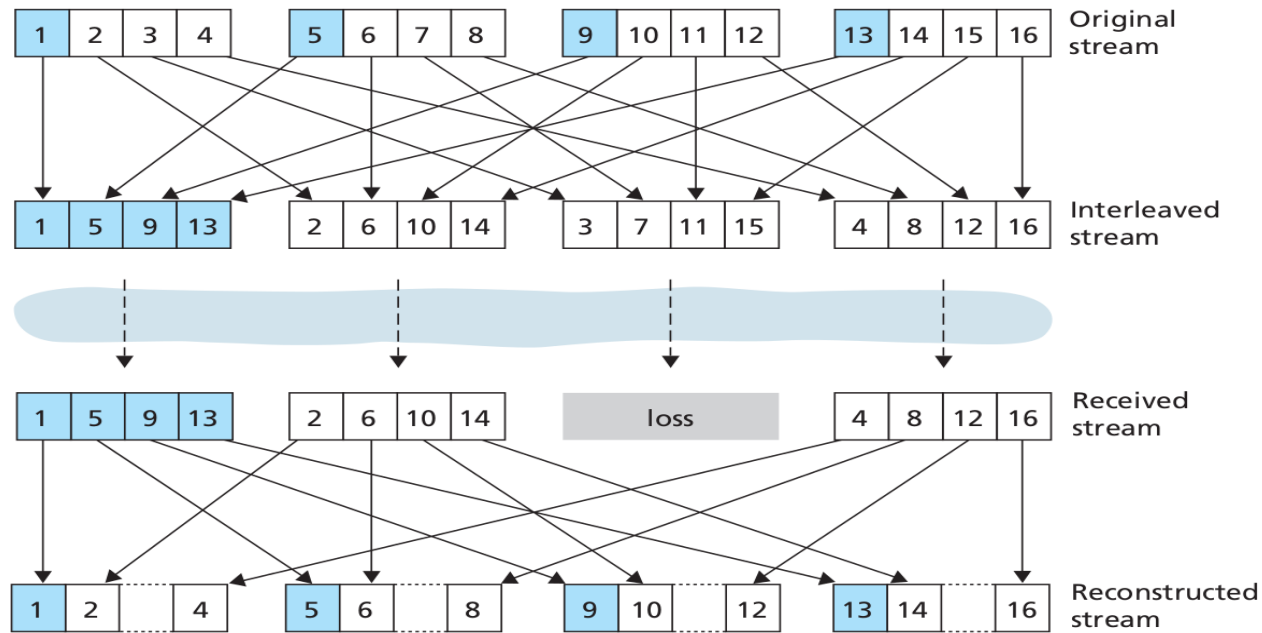 1 2 3 4 5 6 7 8 9 10 11 12 13 14 15 16 Original
stream
1 5 9 13 2 6 10 14 3 7 11 15 4 8 12 16 Interleaved
stream
1 5 9 13 2 6 10 14 loss 4 8 12 16 Received
stream
1 2 4 5 6 8 9 10 12 13 14 16 Reconstructed
stream